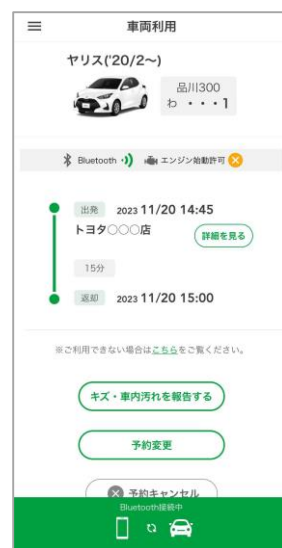 車両利用
ヤリス('20/2~)
品川300
わ ・・・1
Bluetooth エンジン始動許可
出発 2023 11/20 14:45
トヨタ○○○店
詳細を見る
15分
返却 2023 11/20 15:00
※ご利用できない場合はこちらをご覧ください。
キズ・車内汚れを報告する
予約変更
予約キャンセル
Bluetooth接続中